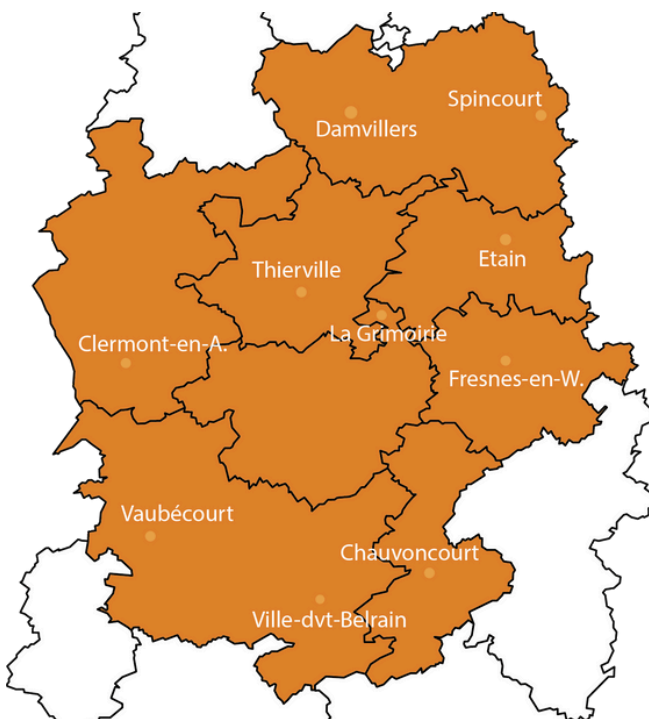 Spincourt
Damvillers
Etain
Thierville
La Grimoirie
Clermont-en-A.
Fresnes-en-W.
Vaubécourt
Chauvoncourt
Ville-dvt-Belrain